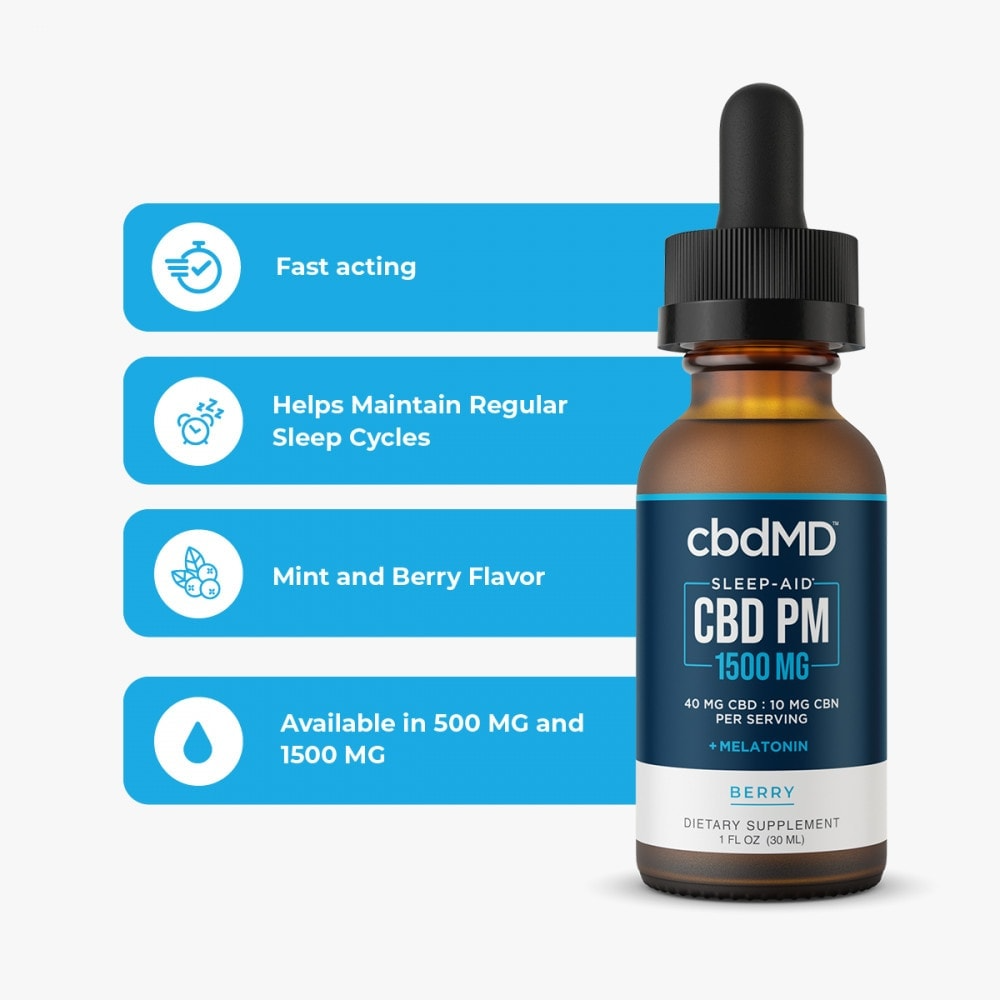 Fast acting
Helps Maintain Regular
Sleep Cycles
Mint and Berry Flavor
Available in 500 MG and
1500 MG
cbdMD™
SLEEP-AID*
CBD PM
1500 MG
40 MG CBD : 10 MG CBN
PER SERVING
+ MELATONIN
BERRY
DIETARY SUPPLEMENT
1 FL OZ (30 ML)